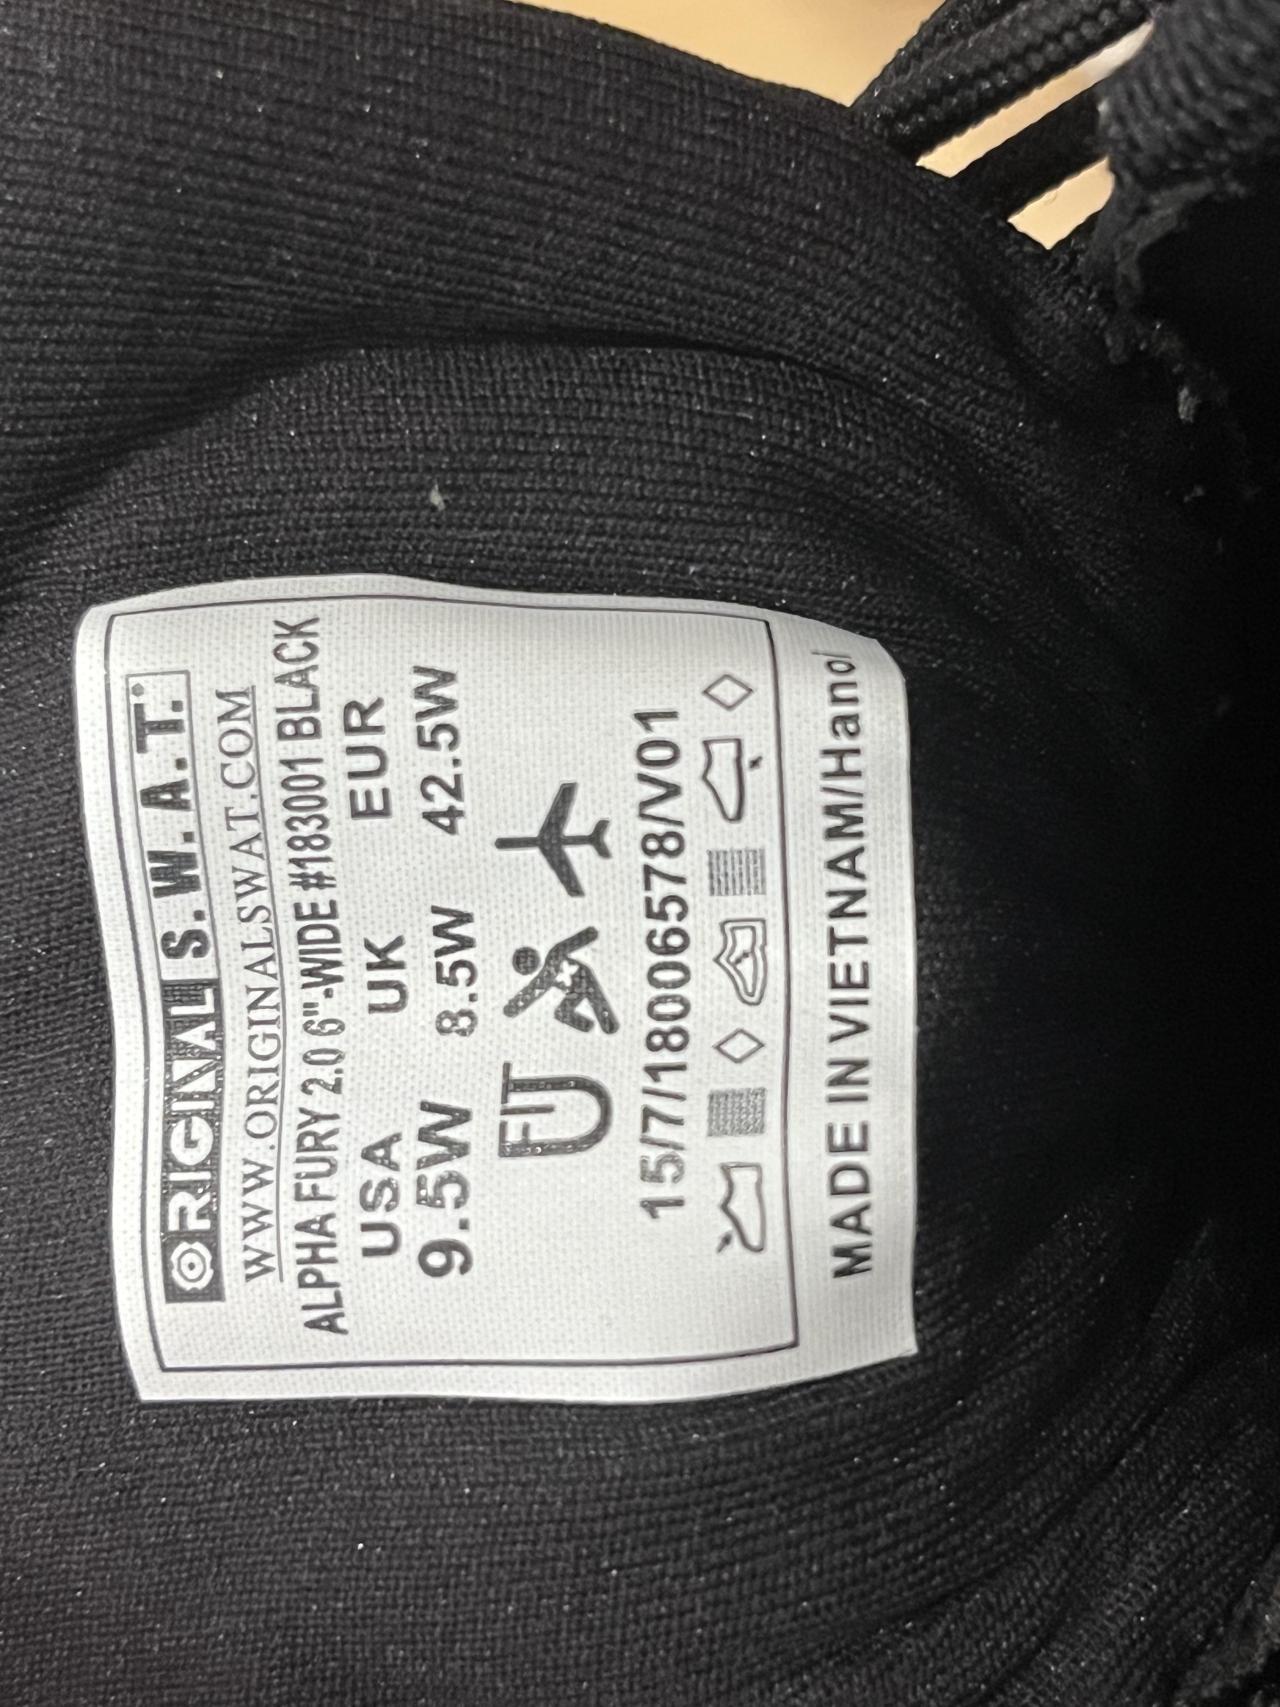 ORIGINAL S.W.A.T.®
WWW.ORIGINALSWAT.COM
ALPHA FURY 2.0 6"-WIDE #183001 BLACK
USA UK EUR
9.5W 8.5W 42.5W
FIT
15/7/18006578/V01
MADE IN VIETNAM/Hanoi